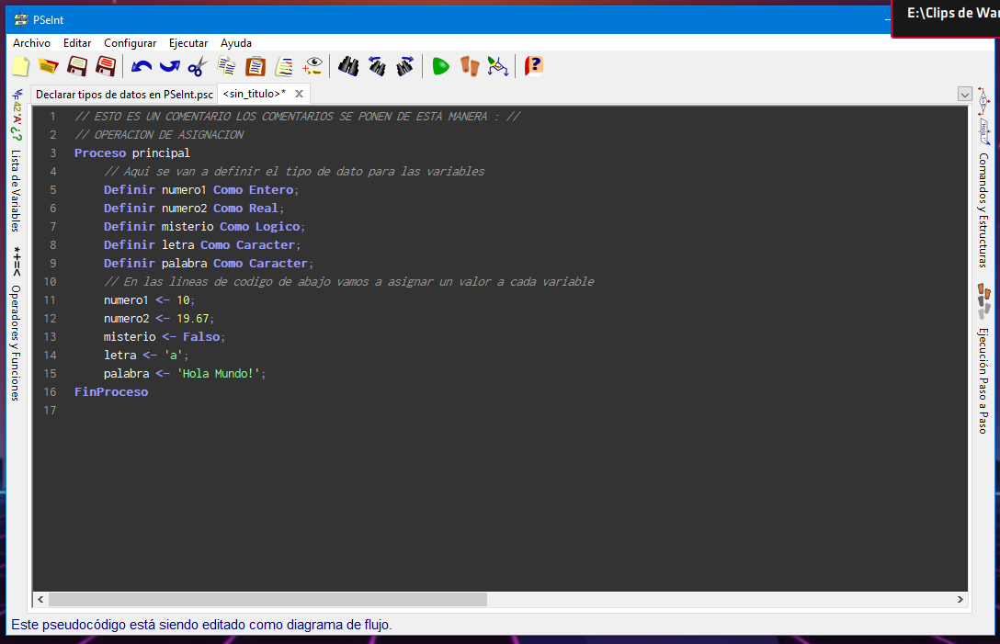 PSeInt
E:\Clips de War
Archivo Editar Configurar Ejecutar Ayuda
Declarar tipos de datos en PSeInt.psc <sin_titulo>* X
1 // ESTO ES UN COMENTARIO LOS COMENTARIOS SE PONEN DE ESTA MANERA : //
2 // OPERACION DE ASIGNACION
3 Proceso principal
4 // Aqui se van a definir el tipo de dato para las variables
5 Definir numero1 Como Entero;
6 Definir numero2 Como Real;
7 Definir misterio Como Logico;
8 Definir letra Como Caracter;
9 Definir palabra Como Caracter;
10 // En las lineas de codigo de abajo vamos a asignar un valor a cada variable
11 numero1 <- 10;
12 numero2 <- 19.67;
13 misterio <- Falso;
14 letra <- 'a';
15 palabra <- 'Hola Mundo!';
16 FinProceso
17
Lista de Variables
*+=<
Operadores y Funciones
Comandos y Estructuras
Ejecución Paso a Paso
Este pseudocódigo está siendo editado como diagrama de flujo.